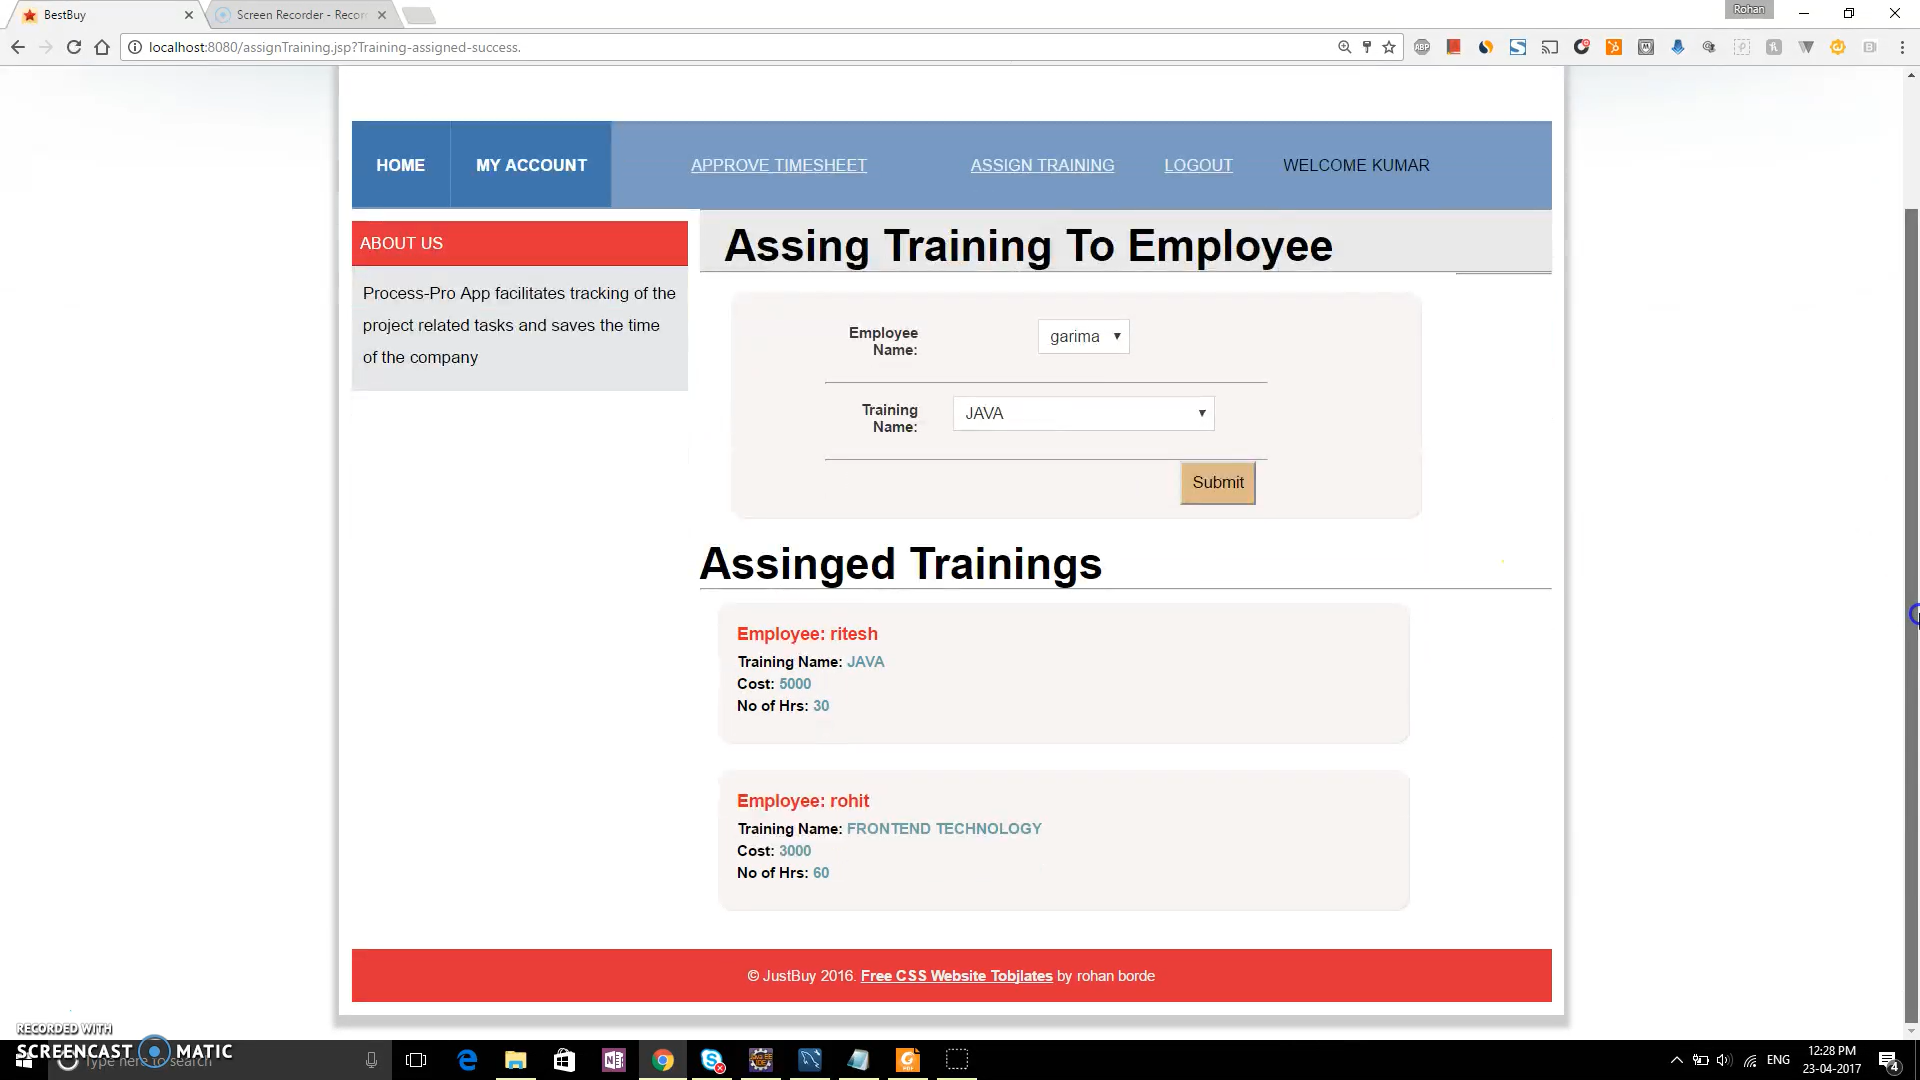 BestBuy
Screen Recorder - Recor
Rohan
localhost:8080/assignTraining.jsp?Training-assigned-success.
HOME
MY ACCOUNT
APPROVE TIMESHEET
ASSIGN TRAINING
LOGOUT
WELCOME KUMAR
ABOUT US
Process-Pro App facilitates tracking of the
project related tasks and saves the time
of the company
Assing Training To Employee
Employee
Name:
garima
Training
Name:
JAVA
Submit
Assinged Trainings
Employee: ritesh
Training Name: JAVA
Cost: 5000
No of Hrs: 30
Employee: rohit
Training Name: FRONTEND TECHNOLOGY
Cost: 3000
No of Hrs: 60
© JustBuy 2016. Free CSS Website Tobjlates by rohan borde
RECORDED WITH
SCREENCAST MATIC
Type here to search
ENG
12:28 PM
23-04-2017
4